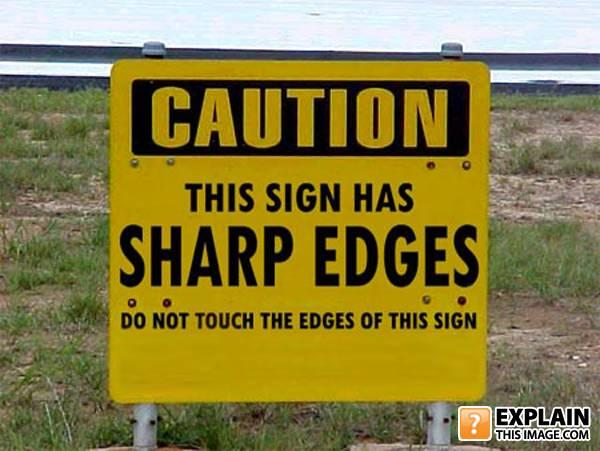 CAUTION
THIS SIGN HAS
SHARP EDGES
DO NOT TOUCH THE EDGES OF THIS SIGN
?
EXPLAIN
THIS IMAGE.COM